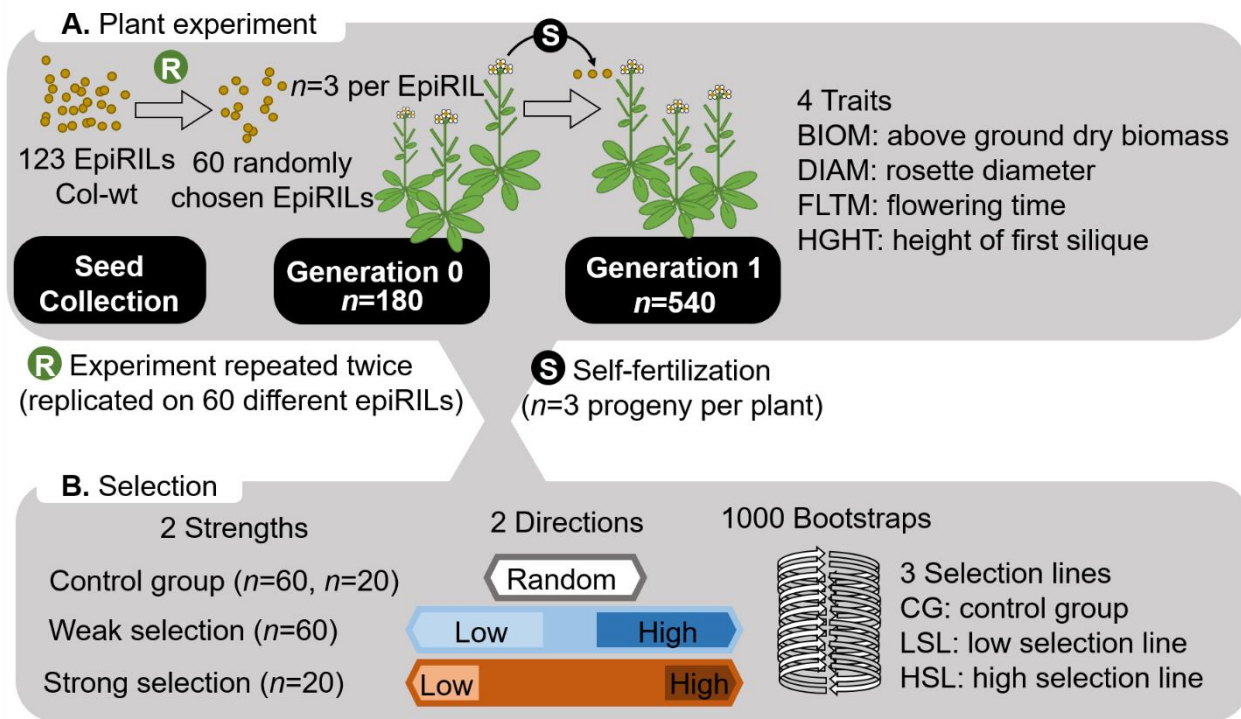 A. Plant experiment
R
S
n=3 per EpiRIL
123 EpiRILs
Col-wt
60 randomly
chosen EpiRILs
4 Traits
BIOM: above ground dry biomass
DIAM: rosette diameter
FLTM: flowering time
HGHT: height of first silique
Seed
Collection
Generation 0
n=180
Generation 1
n=540
R Experiment repeated twice
(replicated on 60 different epiRILs)
S Self-fertilization
(n=3 progeny per plant)
B. Selection
2 Strengths
2 Directions
1000 Bootstraps
Control group (n=60, n=20)
Random
Weak selection (n=60)
Low
High
Strong selection (n=20)
Low
High
3 Selection lines
CG: control group
LSL: low selection line
HSL: high selection line